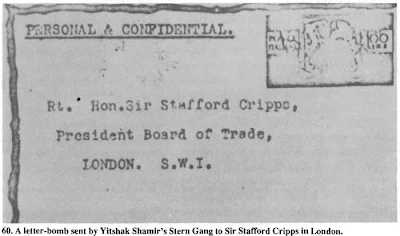 PERSONAL & CONFIDENTIAL.
Rt. Hon.Sir Stafford Cripps,
President Board of Trade,
LONDON. S.W.I.
60. A letter-bomb sent by Yitshak Shamir's Stern Gang to Sir Stafford Cripps in London.